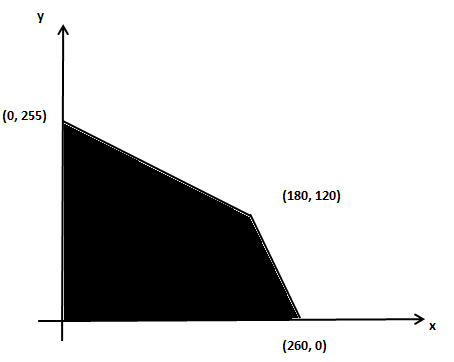 y
(0, 255)
(180, 120)
x
(260, 0)